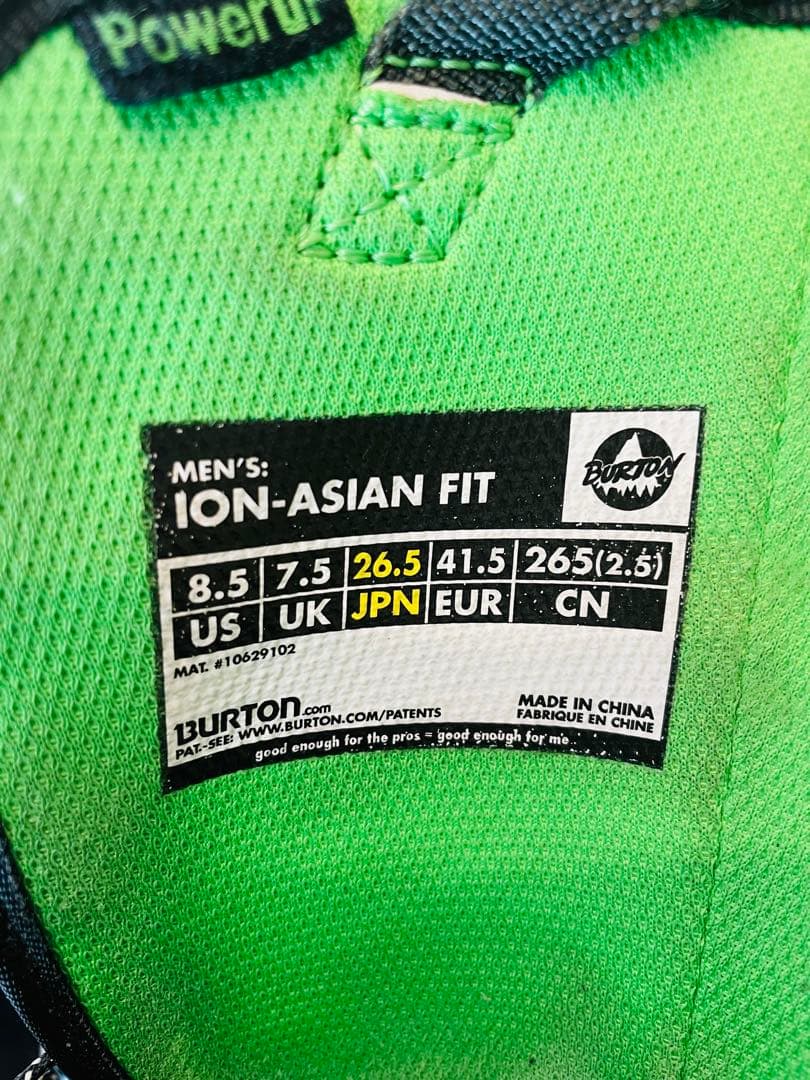 PowerUP
MEN'S:
ION-ASIAN FIT
BURTON
8.5 7.5 26.5 41.5 265(2.5)
US UK JPN EUR CN
MAT. #10629102
BURTON.com
PAT.-SEE: WWW.BURTON.COM/PATENTS
MADE IN CHINA
FABRIQUE EN CHINE
good enough for the pros = good enough for me...